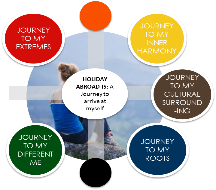 JOURNEY
TO MY
EXTREMES
JOURNEY
TO MY
INNER
HARMONY
HOLIDAY
ABROAD IS: A
Journey to
arrive at
myself
JOURNEY
TO MY
CULTURAL
SURROUND
-ING
JOURNEY
TO MY
DIFFERENT
ME
JOURNEY
TO MY
ROOTS